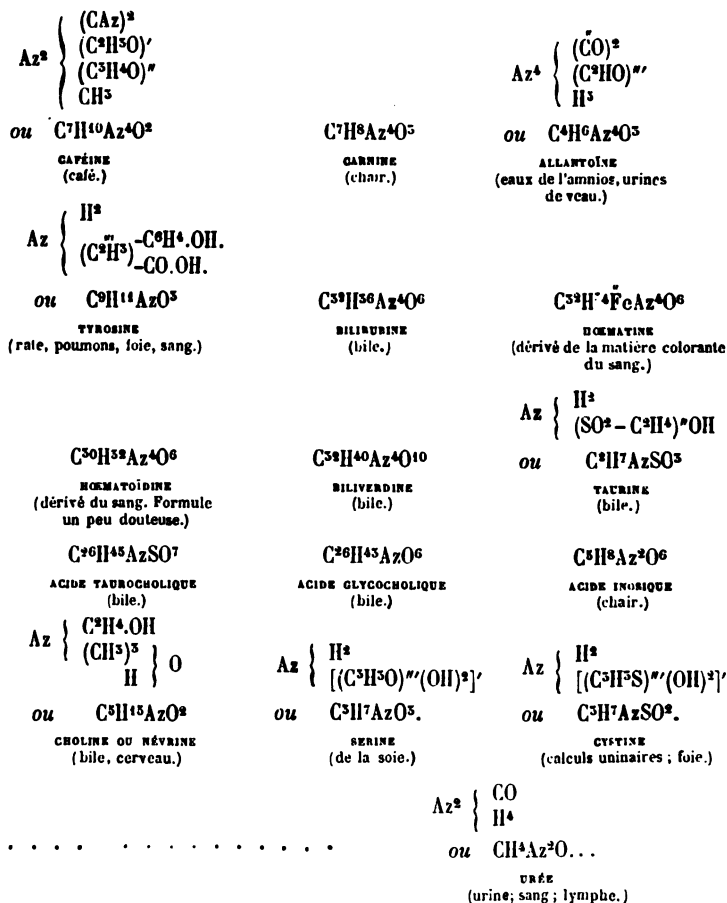 Az² { (CAz)²
(C²H³O)′
(C³H⁴O)″
CH³
ou C⁷H¹⁰Az⁴O²
CAFÉINE
(café.)
C⁷H⁸Az⁴O³
CARNINE
(chair.)
Az⁴ { (C″O)²
(C²HO)‴
H³
ou C⁴H⁶Az⁴O³
ALLANTOÏNE
(eaux de l'amnios, urines
de veau.)
Az { H²
(C²H³)‴ -C⁶H⁴.OH.
-CO.OH.
ou C⁹H¹¹AzO³
TYROSINE
(rate, poumons, foie, sang.)
C³²H³⁶Az⁴O⁶
BILIRUBINE
(bile.)
Fe″Az⁴O⁶
HŒMATINE
(dérivé de la matière colorante
du sang.)
C³⁰H³²Az⁴O⁶
HŒMATOÏDINE
(dérivé du sang. Formule
un peu douteuse.)
C³²H⁴⁰Az⁴O¹⁰
BILIVERDINE
(bile.)
Az { H²
(SO² – C²H⁴)″OH
ou C²H⁷AzSO³
TAURINE
(bile.)
C²⁶H⁴⁵AzSO⁷
ACIDE TAUROCHOLIQUE
(bile.)
C²⁶H⁴³AzO⁶
ACIDE GLYCOCHOLIQUE
(bile.)
C⁵H⁸Az²O⁶
ACIDE INOSIQUE
(chair.)
Az { C²H⁴.OH
(CH³)³
H } O
ou C⁵H¹⁵AzO²
CHOLINE OU NÉVRINE
(bile, cerveau.)
Az { H²
[(C³H³O)‴(OH)²]′
ou C³H⁷AzO³.
SERINE
(de la soie.)
Az { H²
[(C³H³S)‴(OH)²]′
ou C³H⁷AzSO².
CYSTINE
(calculs uninaires ; foie.)
. . . . . . . . . . . .
Az² { CO
H⁴
ou CH⁴Az²O...
URÉE
(urine; sang ; lymphe.)